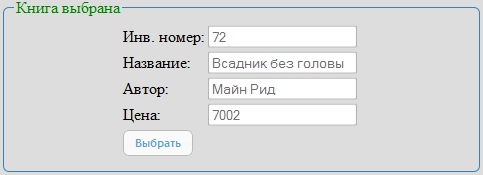 Книга выбрана
Инв. номер: 72
Название: Всадник без головы
Автор: Майн Рид
Цена: 7002
Выбрать